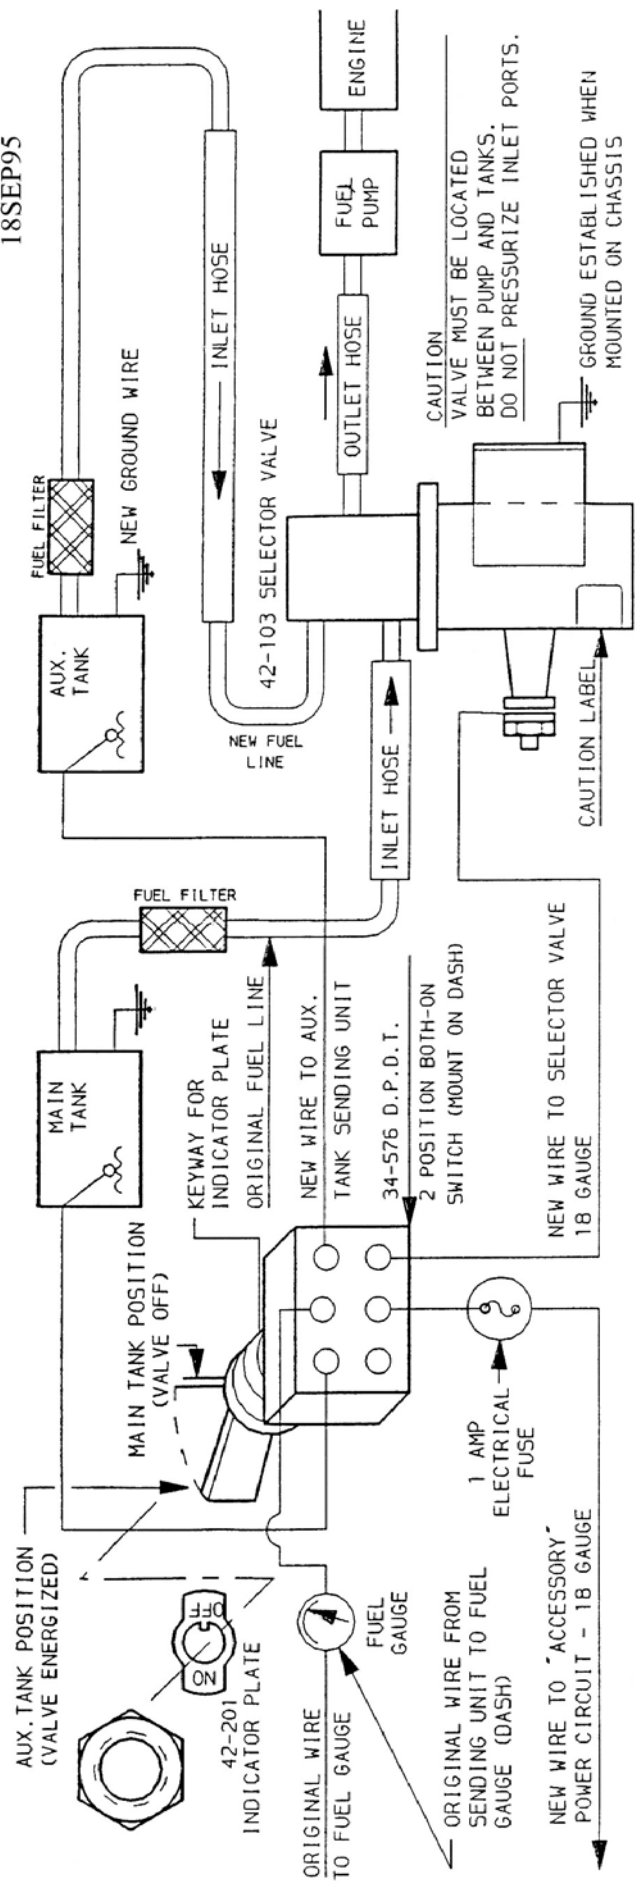 18SEP95
AUX. TANK POSITION
(VALVE ENERGIZED)
MAIN TANK POSITION
(VALVE OFF)
MAIN
TANK
FUEL FILTER
AUX.
TANK
FUEL FILTER
NEW GROUND WIRE
ON
OFF
42-201
INDICATOR PLATE
KEYWAY FOR
INDICATOR PLATE
ORIGINAL FUEL LINE
NEW FUEL
LINE
INLET HOSE
42-103 SELECTOR VALVE
ORIGINAL WIRE
TO FUEL GAUGE
FUEL
GAUGE
NEW WIRE TO AUX.
TANK SENDING UNIT
INLET HOSE
OUTLET HOSE
FUEL
PUMP
ENGINE
34-576 D.P.D.T.
2 POSITION BOTH-ON
SWITCH (MOUNT ON DASH)
CAUTION
VALVE MUST BE LOCATED
BETWEEN PUMP AND TANKS.
DO NOT PRESSURIZE INLET PORTS.
ORIGINAL WIRE FROM
SENDING UNIT TO FUEL
GAUGE (DASH)
1 AMP
ELECTRICAL
FUSE
NEW WIRE TO "ACCESSORY"
POWER CIRCUIT - 18 GAUGE
NEW WIRE TO SELECTOR VALVE
18 GAUGE
CAUTION LABEL
GROUND ESTABLISHED WHEN
MOUNTED ON CHASSIS